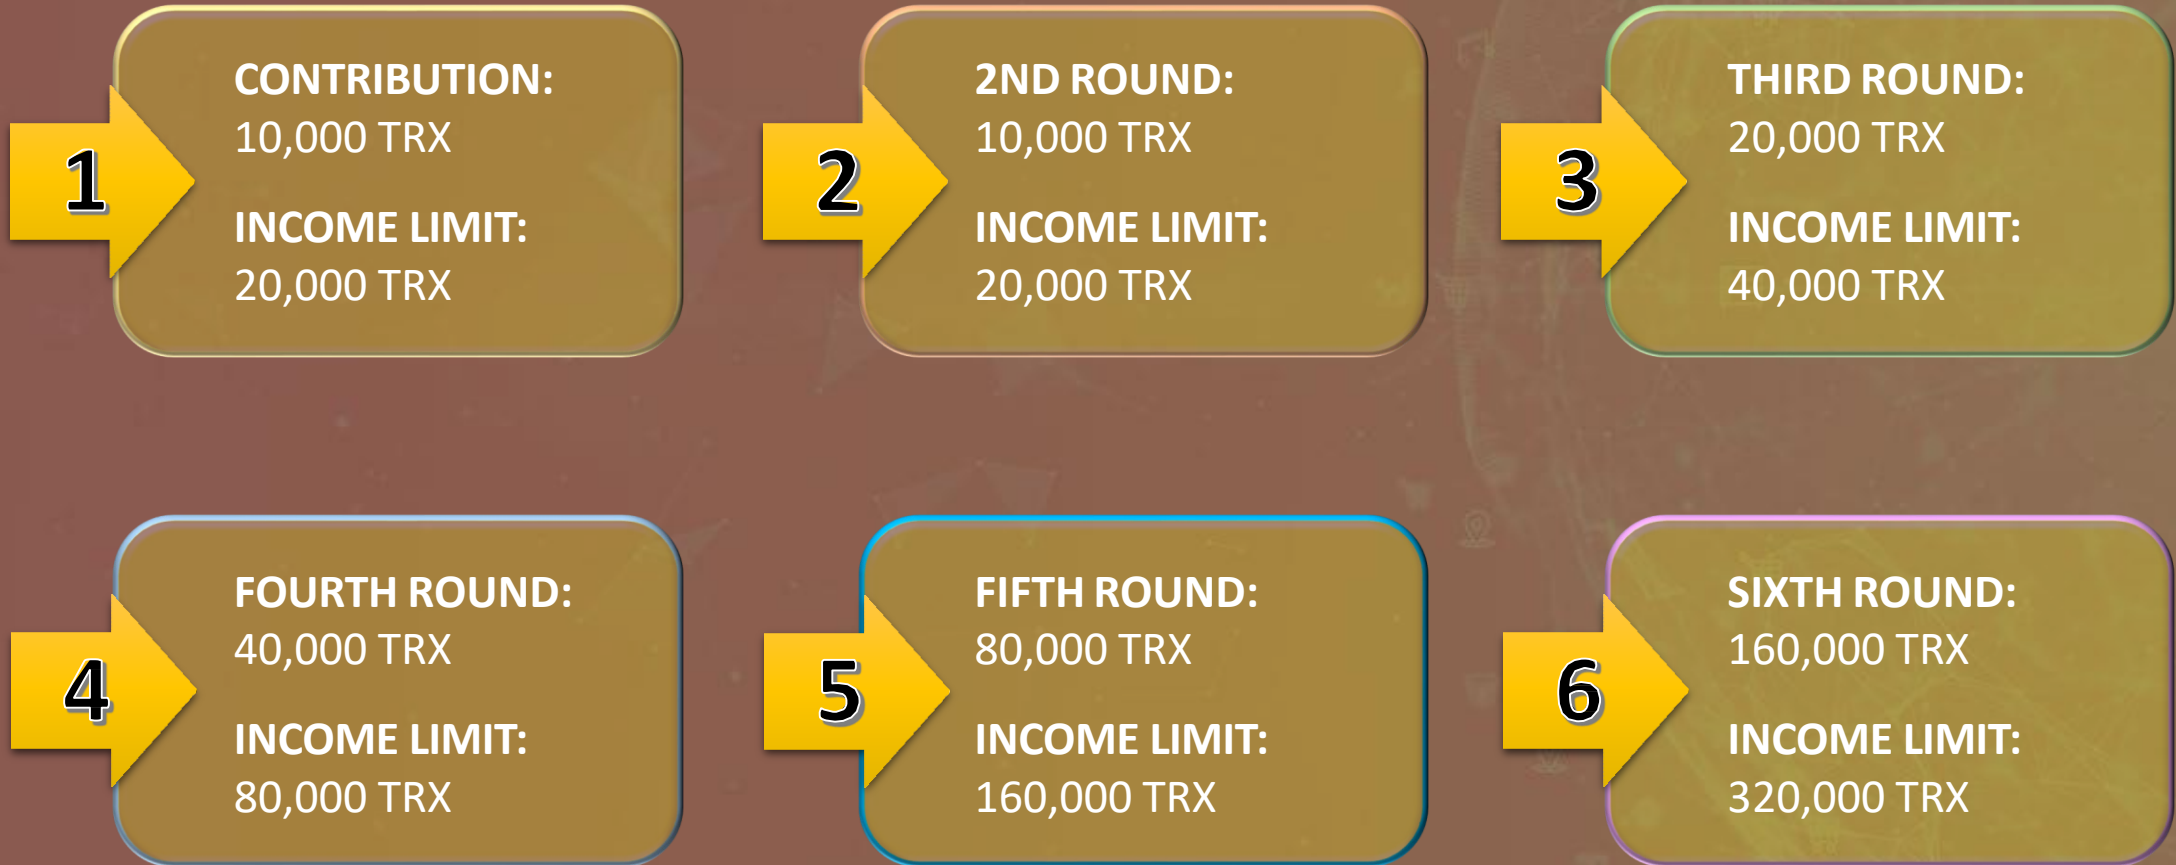 1
CONTRIBUTION:
10,000 TRX
INCOME LIMIT:
20,000 TRX
2
2ND ROUND:
10,000 TRX
INCOME LIMIT:
20,000 TRX
3
THIRD ROUND:
20,000 TRX
INCOME LIMIT:
40,000 TRX
4
FOURTH ROUND:
40,000 TRX
INCOME LIMIT:
80,000 TRX
5
FIFTH ROUND:
80,000 TRX
INCOME LIMIT:
160,000 TRX
6
SIXTH ROUND:
160,000 TRX
INCOME LIMIT:
320,000 TRX